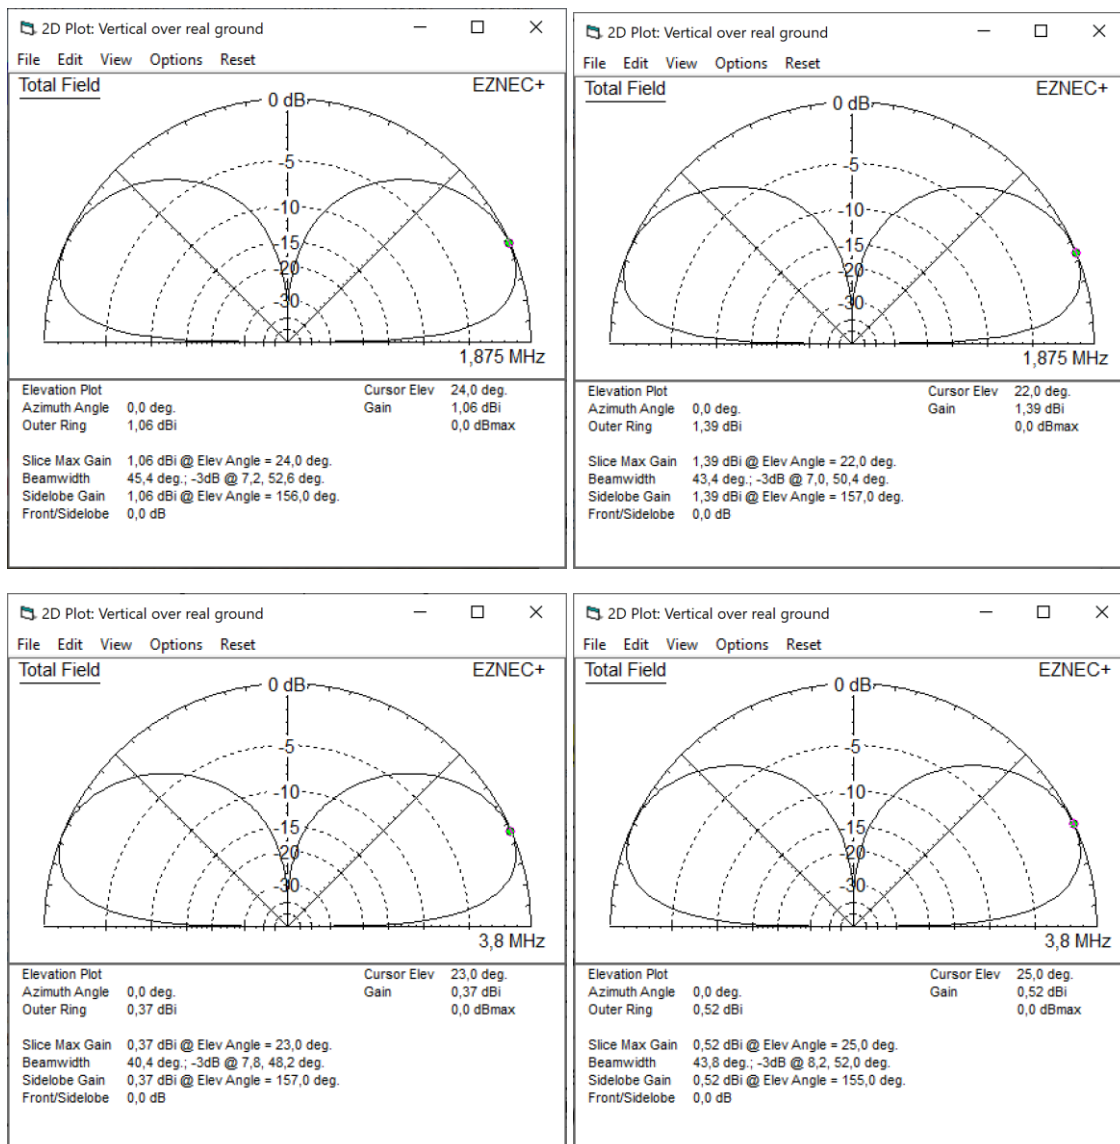 2D Plot: Vertical over real ground
File Edit View Options Reset
Total Field EZNEC+
0 dB
-5
-10
-15
-20
-30
1,875 MHz
Elevation Plot Cursor Elev 24,0 deg.
Azimuth Angle 0,0 deg. Gain 1,06 dBi
Outer Ring 1,06 dBi 0,0 dBmax
Slice Max Gain 1,06 dBi @ Elev Angle = 24,0 deg.
Beamwidth 45,4 deg.; -3dB @ 7,2, 52,6 deg.
Sidelobe Gain 1,06 dBi @ Elev Angle = 156,0 deg.
Front/Sidelobe 0,0 dB
2D Plot: Vertical over real ground
File Edit View Options Reset
Total Field EZNEC+
0 dB
-5
-10
-15
-20
-30
1,875 MHz
Elevation Plot Cursor Elev 22,0 deg.
Azimuth Angle 0,0 deg. Gain 1,39 dBi
Outer Ring 1,39 dBi 0,0 dBmax
Slice Max Gain 1,39 dBi @ Elev Angle = 22,0 deg.
Beamwidth 43,4 deg.; -3dB @ 7,0, 50,4 deg.
Sidelobe Gain 1,39 dBi @ Elev Angle = 157,0 deg.
Front/Sidelobe 0,0 dB
2D Plot: Vertical over real ground
File Edit View Options Reset
Total Field EZNEC+
0 dB
-5
-10
-15
-20
-30
3,8 MHz
Elevation Plot Cursor Elev 23,0 deg.
Azimuth Angle 0,0 deg. Gain 0,37 dBi
Outer Ring 0,37 dBi 0,0 dBmax
Slice Max Gain 0,37 dBi @ Elev Angle = 23,0 deg.
Beamwidth 40,4 deg.; -3dB @ 7,8, 48,2 deg.
Sidelobe Gain 0,37 dBi @ Elev Angle = 157,0 deg.
Front/Sidelobe 0,0 dB
2D Plot: Vertical over real ground
File Edit View Options Reset
Total Field EZNEC+
0 dB
-5
-10
-15
-20
-30
3,8 MHz
Elevation Plot Cursor Elev 25,0 deg.
Azimuth Angle 0,0 deg. Gain 0,52 dBi
Outer Ring 0,52 dBi 0,0 dBmax
Slice Max Gain 0,52 dBi @ Elev Angle = 25,0 deg.
Beamwidth 43,8 deg.; -3dB @ 8,2, 52,0 deg.
Sidelobe Gain 0,52 dBi @ Elev Angle = 155,0 deg.
Front/Sidelobe 0,0 dB